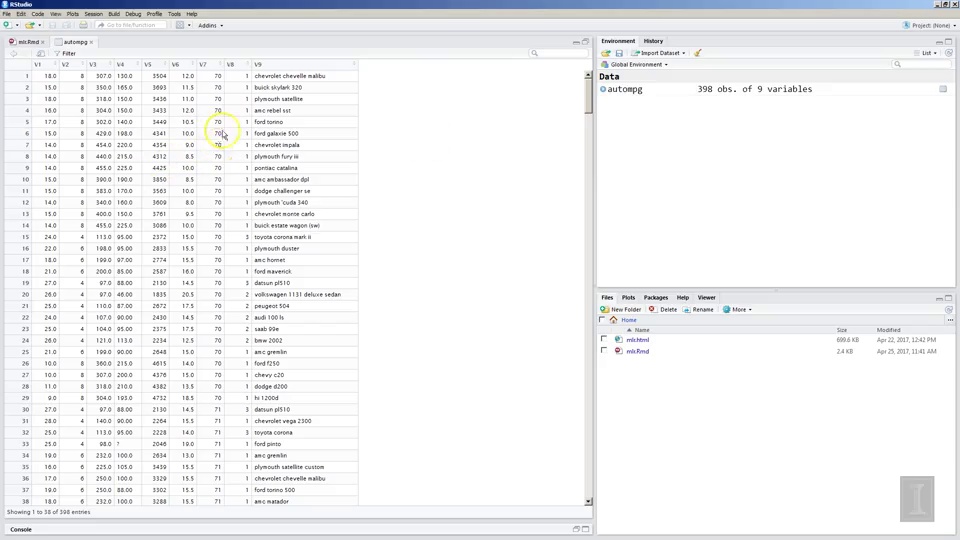 RStudio
File Edit Code View Plots Session Build Debug Profile Tools Help
Go to file/function Addins Project: (None)
mlr.Rmd autompg
Filter
V1 V2 V3 V4 V5 V6 V7 V8 V9
1 18.0 8 307.0 130.0 3504 12.0 70 1 chevrolet chevelle malibu
2 15.0 8 350.0 165.0 3693 11.5 70 1 buick skylark 320
3 18.0 8 318.0 150.0 3436 11.0 70 1 plymouth satellite
4 16.0 8 304.0 150.0 3433 12.0 70 1 amc rebel sst
5 17.0 8 302.0 140.0 3449 10.5 70 1 ford torino
6 15.0 8 429.0 198.0 4341 10.0 70 1 ford galaxie 500
7 14.0 8 454.0 220.0 4354 9.0 70 1 chevrolet impala
8 14.0 8 440.0 215.0 4312 8.5 70 1 plymouth fury iii
9 14.0 8 455.0 225.0 4425 10.0 70 1 pontiac catalina
10 15.0 8 390.0 190.0 3850 8.5 70 1 amc ambassador dpl
11 15.0 8 383.0 170.0 3563 10.0 70 1 dodge challenger se
12 14.0 8 340.0 160.0 3609 8.0 70 1 plymouth 'cuda 340
13 15.0 8 400.0 150.0 3761 9.5 70 1 chevrolet monte carlo
14 14.0 8 455.0 225.0 3086 10.0 70 1 buick estate wagon (sw)
15 24.0 4 113.0 95.00 2372 15.0 70 3 toyota corona mark ii
16 22.0 6 198.0 95.00 2833 15.5 70 1 plymouth duster
17 18.0 6 199.0 97.00 2774 15.5 70 1 amc hornet
18 21.0 6 200.0 85.00 2587 16.0 70 1 ford maverick
19 27.0 4 97.0 88.00 2130 14.5 70 3 datsun pl510
20 26.0 4 97.0 46.00 1835 20.5 70 2 volkswagen 1131 deluxe sedan
21 25.0 4 110.0 87.00 2672 17.5 70 2 peugeot 504
22 24.0 4 107.0 90.00 2430 14.5 70 2 audi 100 ls
23 25.0 4 104.0 95.00 2375 17.5 70 2 saab 99e
24 26.0 4 121.0 113.0 2234 12.5 70 2 bmw 2002
25 21.0 6 199.0 90.00 2648 15.0 70 1 amc gremlin
26 10.0 8 360.0 215.0 4615 14.0 70 1 ford f250
27 10.0 8 307.0 200.0 4376 15.0 70 1 chevy c20
28 11.0 8 318.0 210.0 4382 13.5 70 1 dodge d200
29 9.0 8 304.0 193.0 4732 18.5 70 1 hi 1200d
30 27.0 4 97.0 88.00 2130 14.5 71 3 datsun pl510
31 28.0 4 140.0 90.00 2264 15.5 71 1 chevrolet vega 2300
32 25.0 4 113.0 95.00 2228 14.0 71 3 toyota corona
33 25.0 4 98.0 ? 2046 19.0 71 1 ford pinto
34 19.0 6 232.0 100.0 2634 13.0 71 1 amc gremlin
35 16.0 6 225.0 105.0 3439 15.5 71 1 plymouth satellite custom
36 17.0 6 250.0 100.0 3329 15.5 71 1 chevrolet chevelle malibu
37 19.0 6 250.0 88.00 3302 15.5 71 1 ford torino 500
38 18.0 6 232.0 100.0 3288 15.5 71 1 amc matador
Showing 1 to 38 of 398 entries
Console
Environment History
Import Dataset List
Global Environment
Data
autompg 398 obs. of 9 variables
Files Plots Packages Help Viewer
New Folder Delete Rename More
Home
Name Size Modified
mlr.html 699.6 KB Apr 22, 2017, 12:42 PM
mlr.Rmd 2.4 KB Apr 25, 2017, 11:41 AM
I